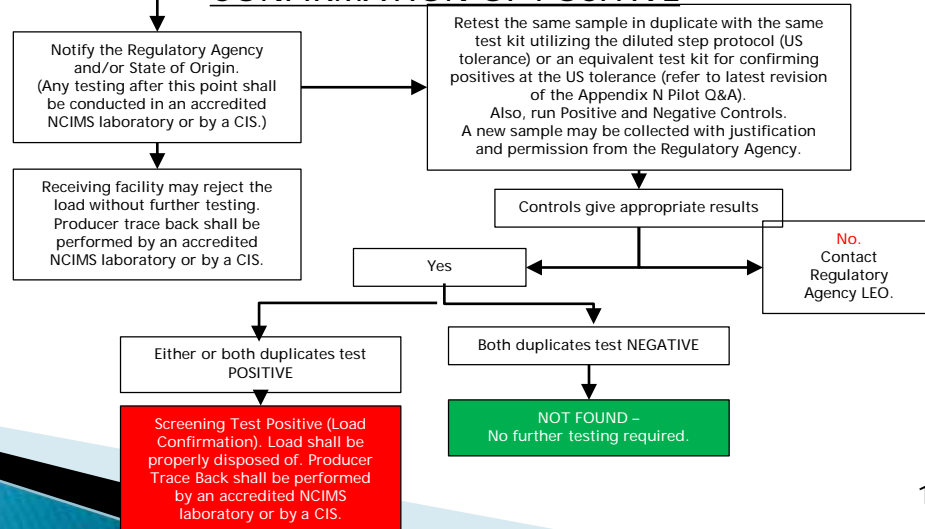 CONFIRMATION OF POSITIVE
Notify the Regulatory Agency
and/or State of Origin.
(Any testing after this point shall
be conducted in an accredited
NCIMS laboratory or by a CIS.)
Retest the same sample in duplicate with the same
test kit utilizing the diluted step protocol (US
tolerance) or an equivalent test kit for confirming
positives at the US tolerance (refer to latest revision
of the Appendix N Pilot Q&A).
Also, run Positive and Negative Controls.
A new sample may be collected with justification
and permission from the Regulatory Agency.
Receiving facility may reject the
load without further testing.
Producer trace back shall be
performed by an accredited
NCIMS laboratory or by a CIS.
Controls give appropriate results
No.
Contact
Regulatory
Agency LEO.
Yes
Either or both duplicates test
POSITIVE
Both duplicates test NEGATIVE
Screening Test Positive (Load
Confirmation). Load shall be
properly disposed of. Producer
Trace Back shall be performed
by an accredited NCIMS
laboratory or by a CIS.
NOT FOUND –
No further testing required.
1